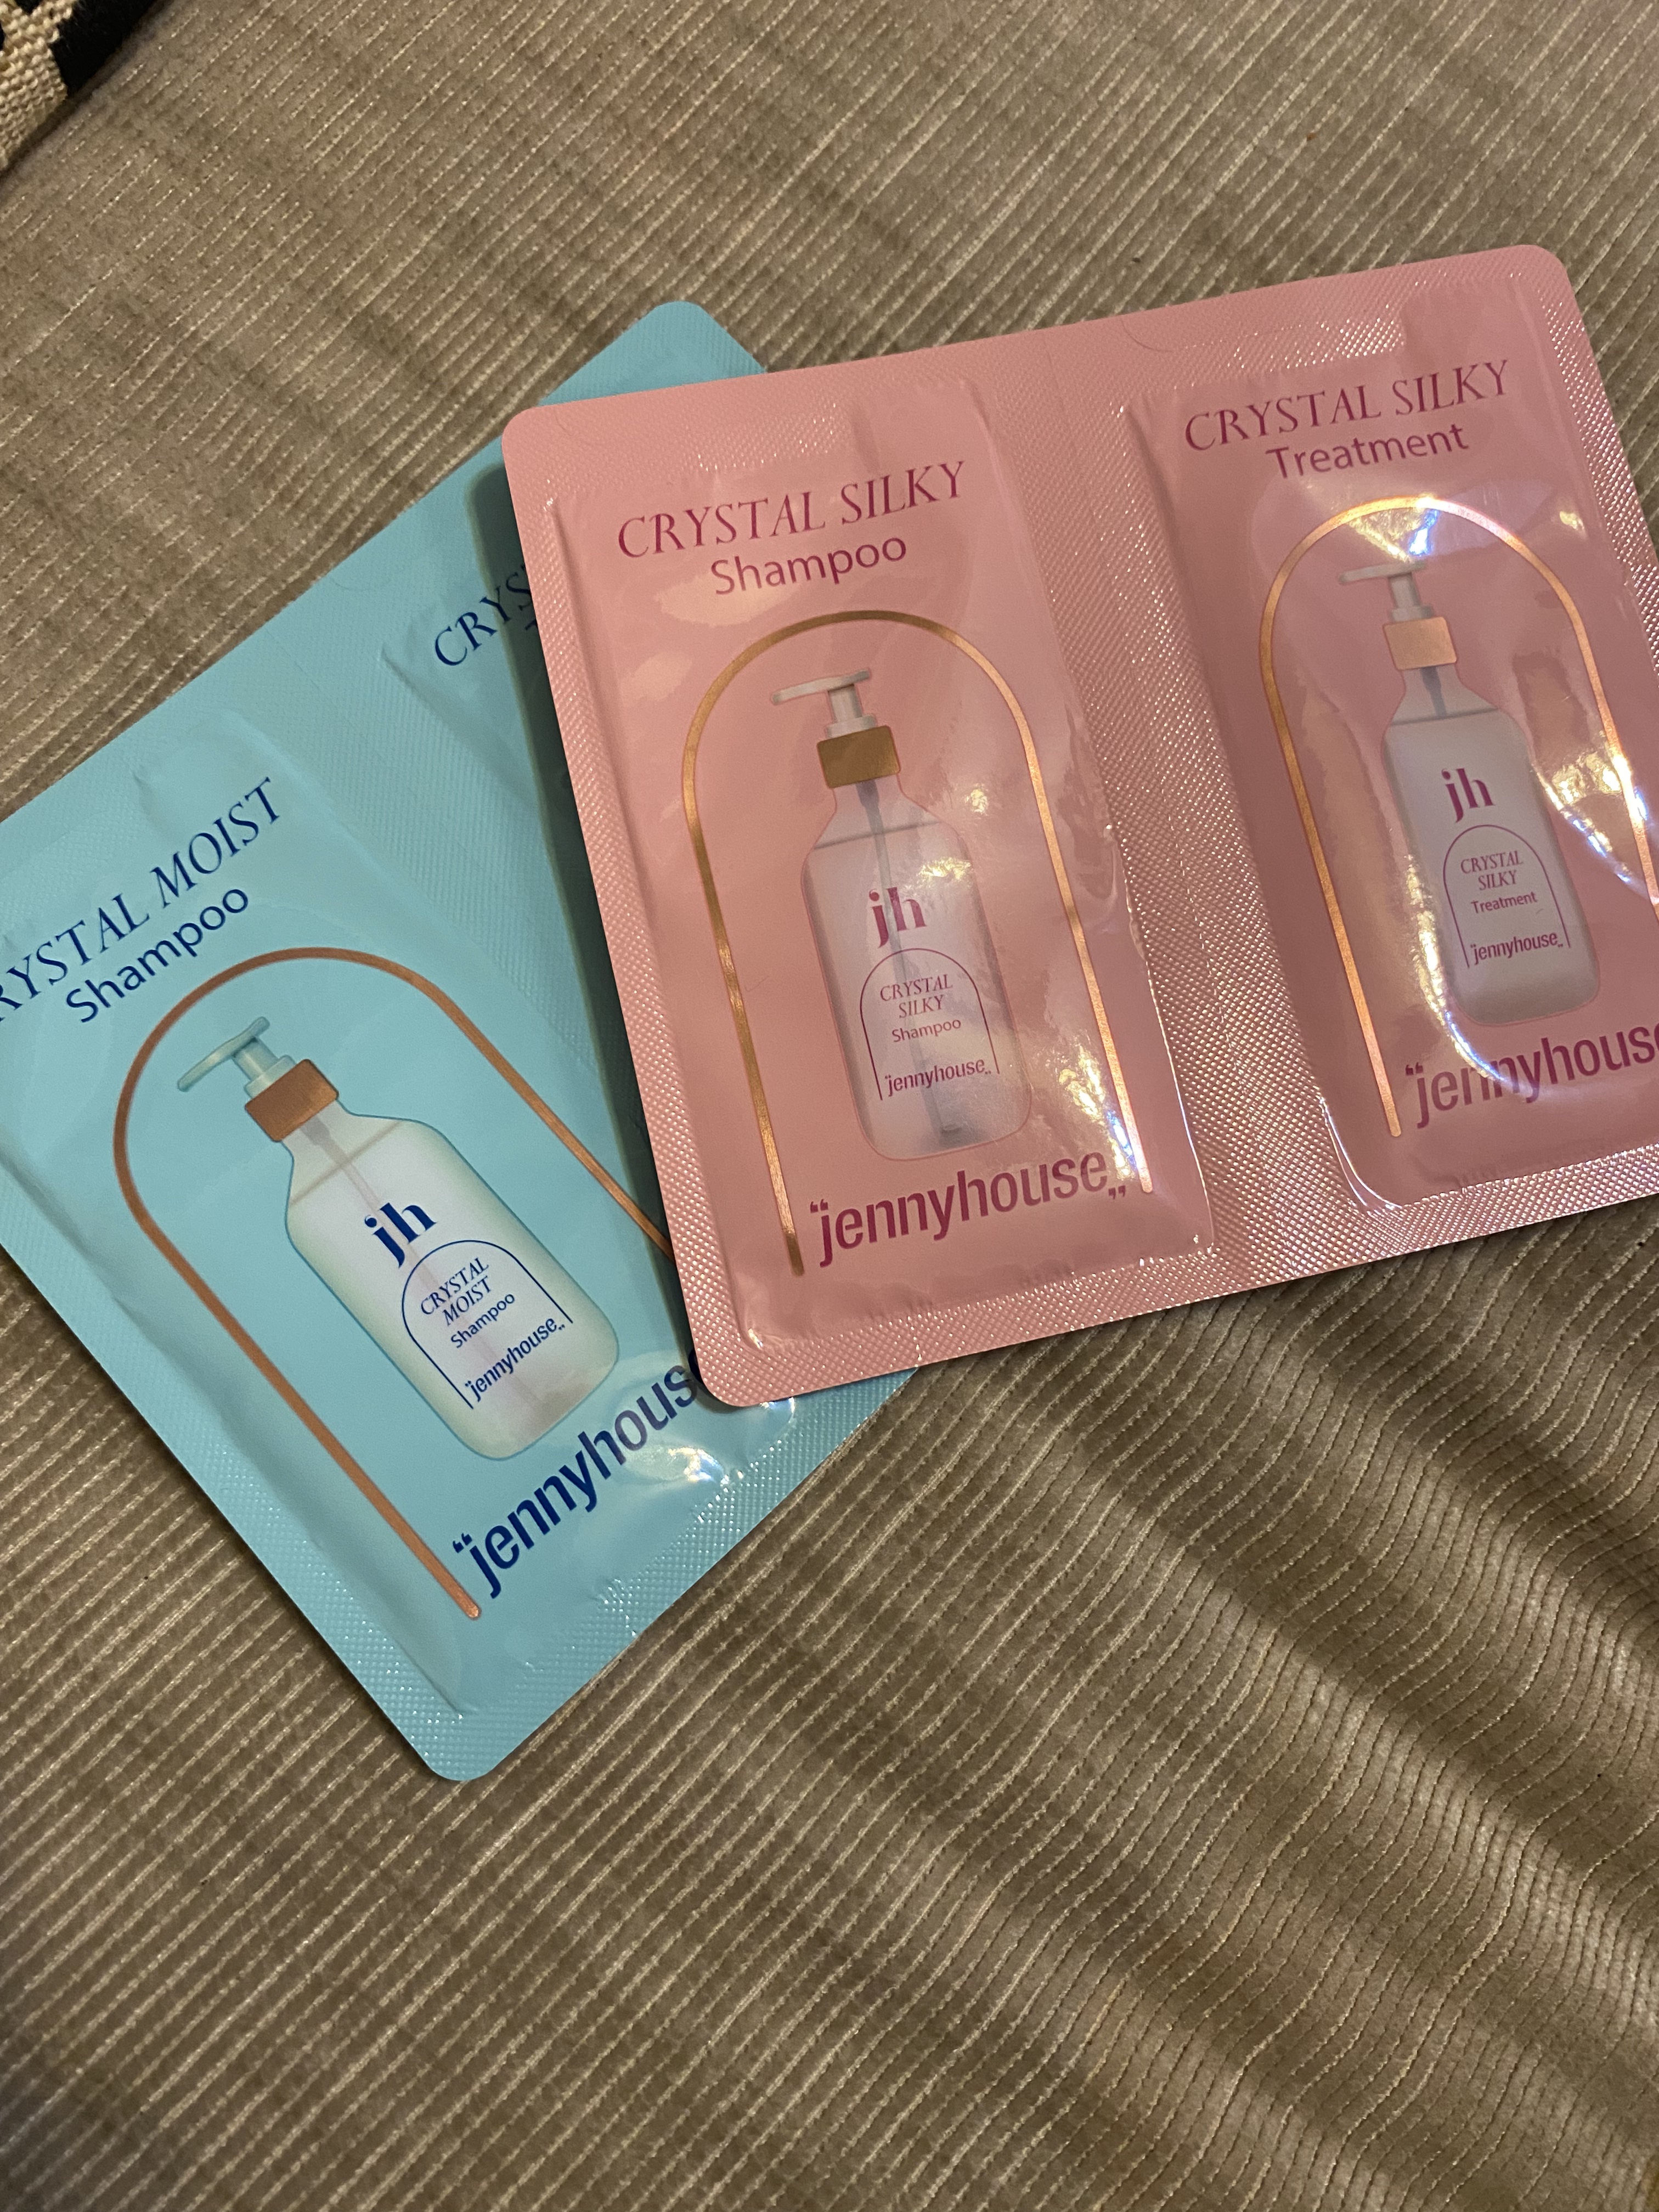 CRYSTAL SILKY
Shampoo
jh
CRYSTAL
SILKY
Shampoo
"jennyhouse„
"jennyhouse„
CRYSTAL SILKY
Treatment
jh
CRYSTAL
SILKY
Treatment
"jennyhouse„
"jennyhouse
RYSTAL MOIST
Shampoo
jh
CRYSTAL
MOIST
Shampoo
"jennyhouse„
"jennyhouse
CRYS